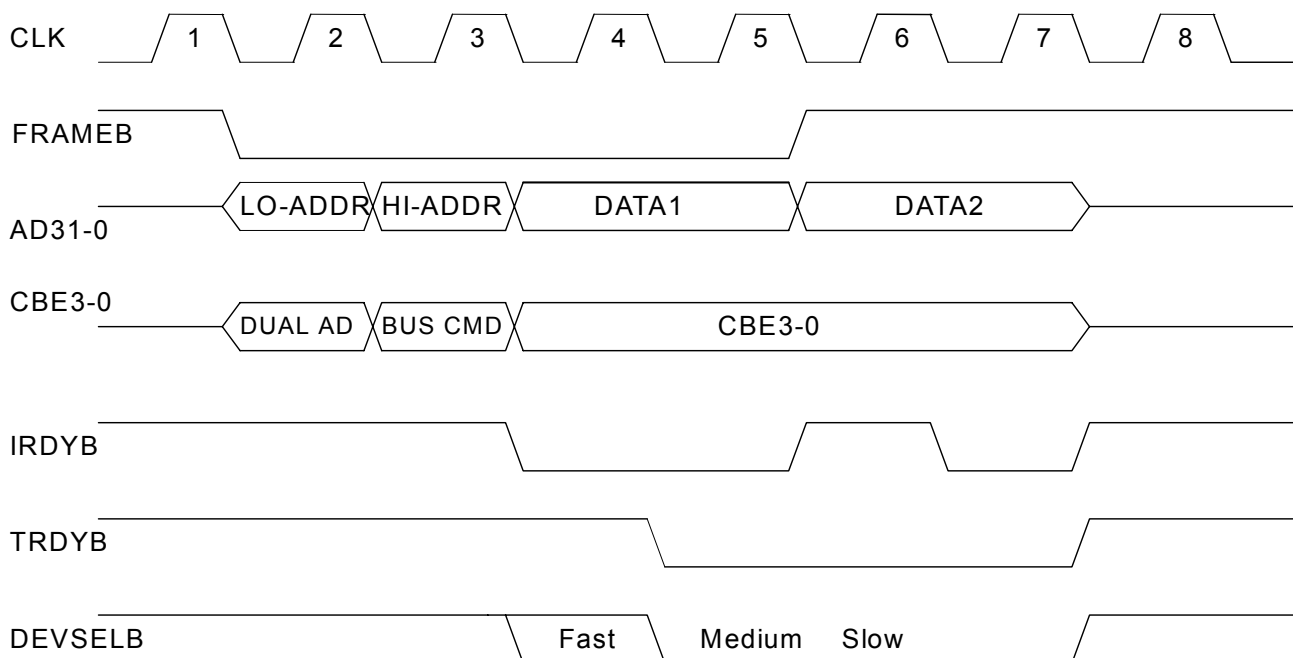 CLK 1 2 3 4 5 6 7 8
FRAMEB
LO-ADDR HI-ADDR DATA1 DATA2
AD31-0
CBE3-0
DUAL AD BUS CMD CBE3-0
IRDYB
TRDYB
DEVSELB Fast Medium Slow